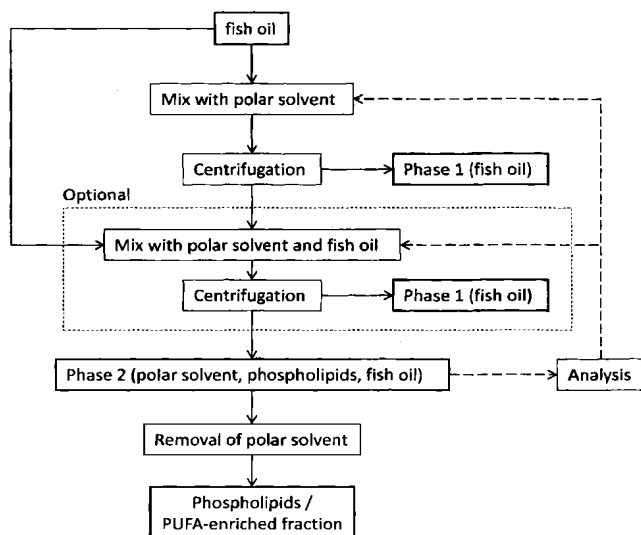 fish oil
Mix with polar solvent
Centrifugation
Phase 1 (fish oil)
Optional
Mix with polar solvent and fish oil
Centrifugation
Phase 1 (fish oil)
Phase 2 (polar solvent, phospholipids, fish oil)
Analysis
Removal of polar solvent
Phospholipids /
PUFA-enriched fraction